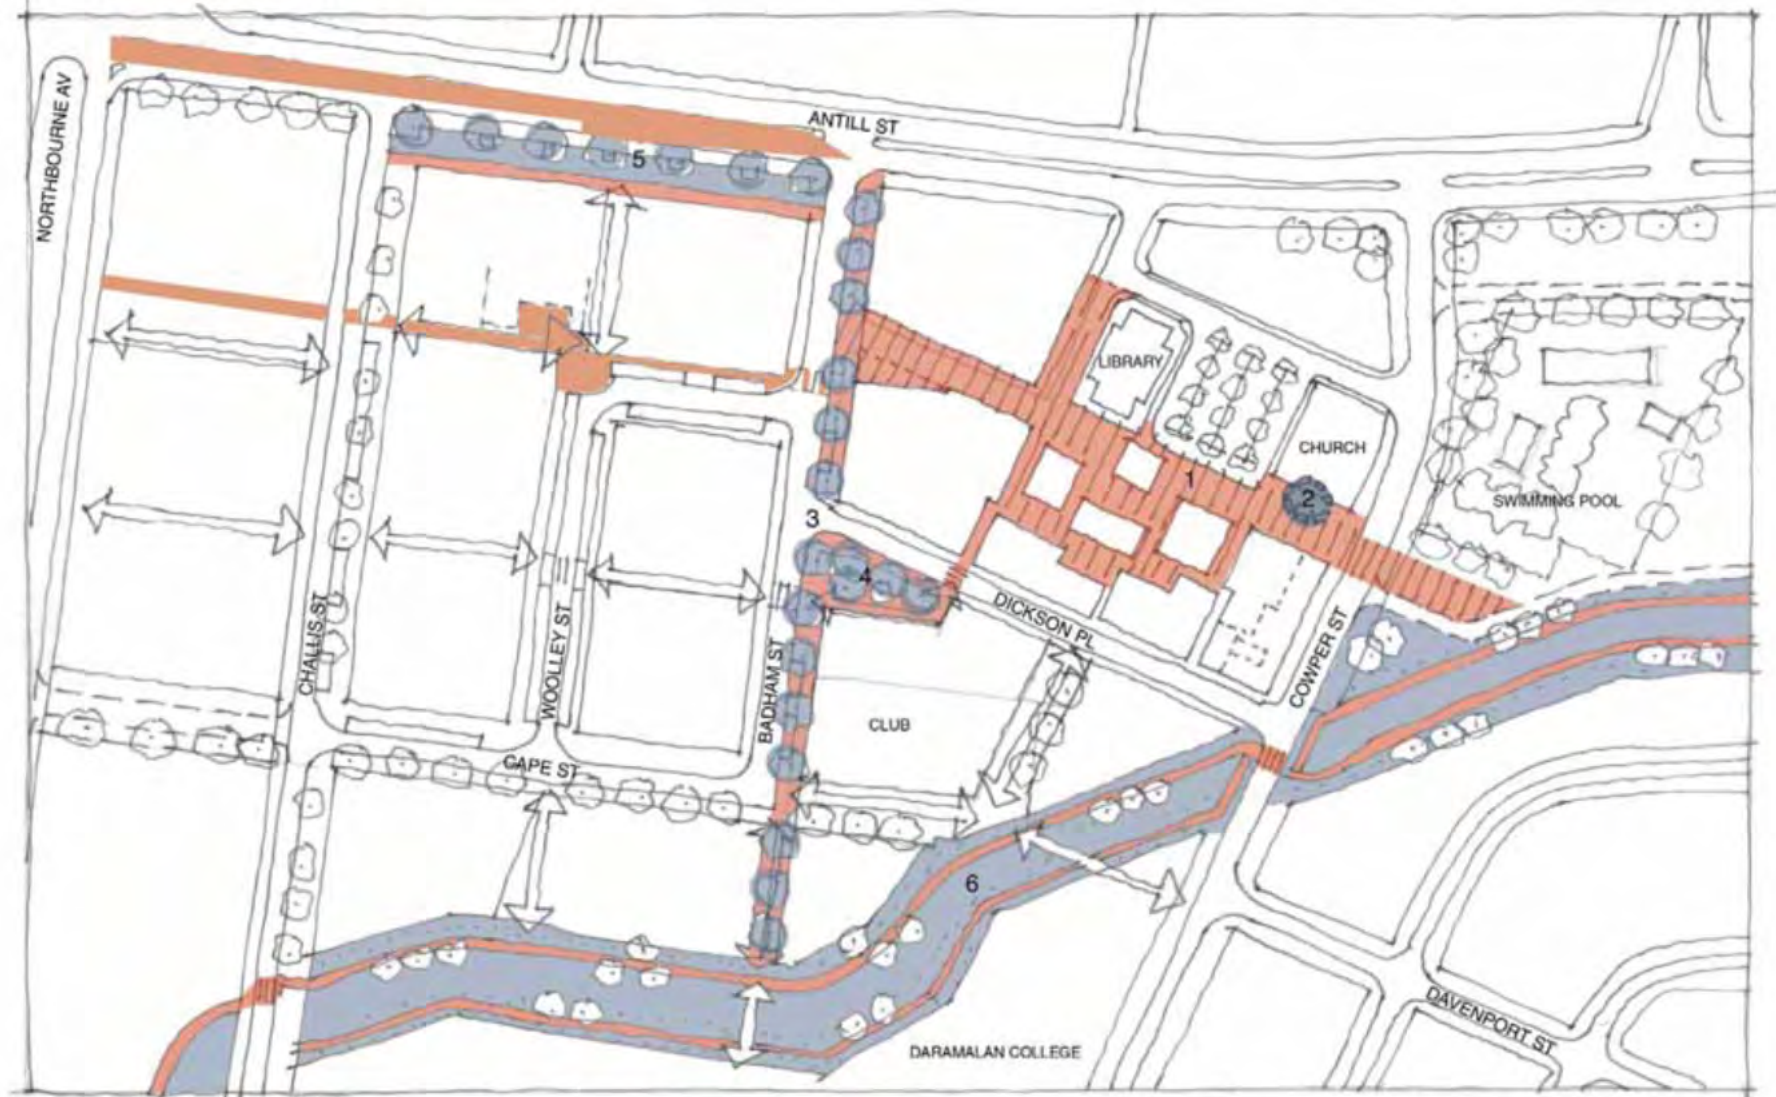 NORTHBOURNE AV
ANTILL ST
5
LIBRARY
CHURCH
1
2
SWIMMING POOL
3
4
DICKSON PL
CHALLIS ST
WOOLLEY ST
BADHAM ST
COWPER ST
CLUB
CAPE ST
6
DAVENPORT ST
DARAMALAN COLLEGE